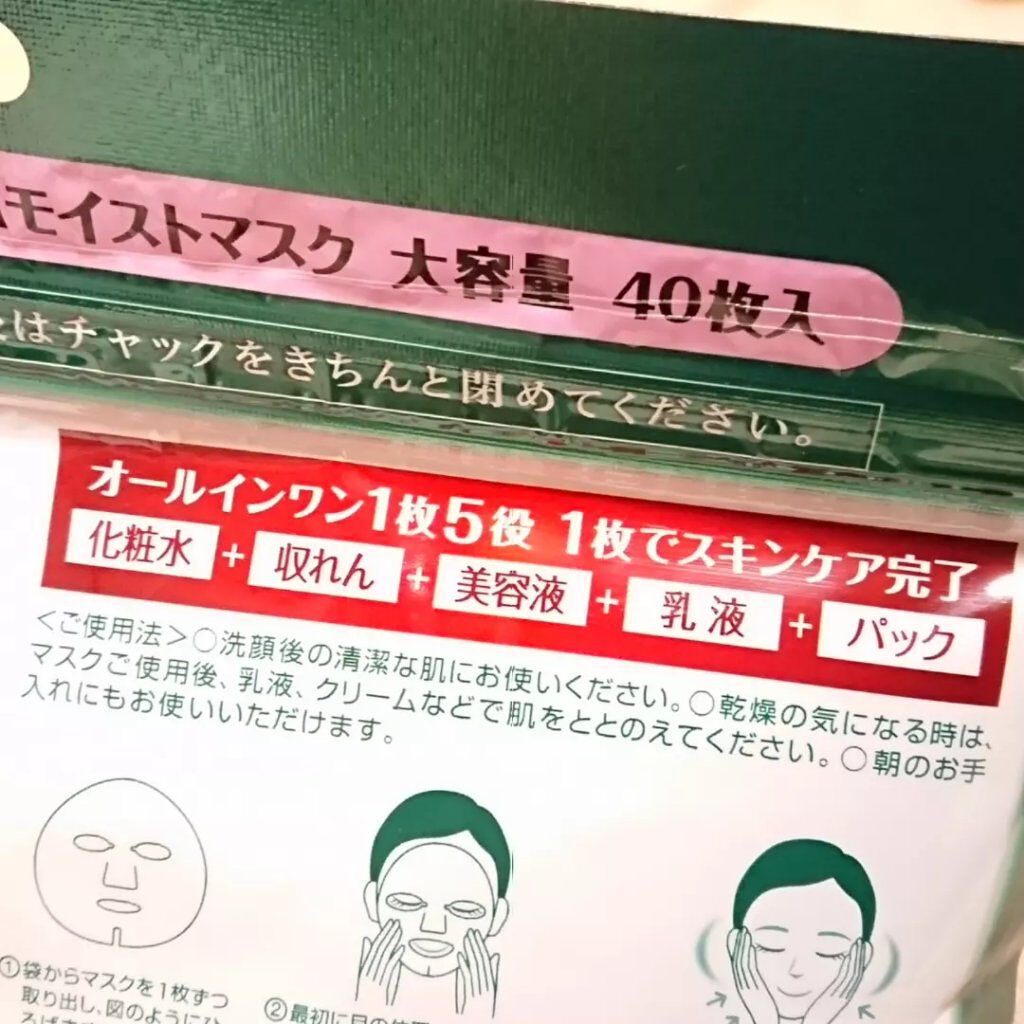 モイストマスク 大容量 40枚入
はチャックをきちんと閉めてください。
オールインワン1枚5役 1枚でスキンケア完了
化粧水+収れん+美容液+乳液+パック
<ご使用法>○洗顔後の清潔な肌にお使いください。○乾燥の気になる時は、
マスクご使用後、乳液、クリームなどで肌をととのえてください。○朝のお手
入れにもお使いいただけます。
①袋からマスクを1枚ずつ
取り出し、図のようにひ
②最初に目の位置